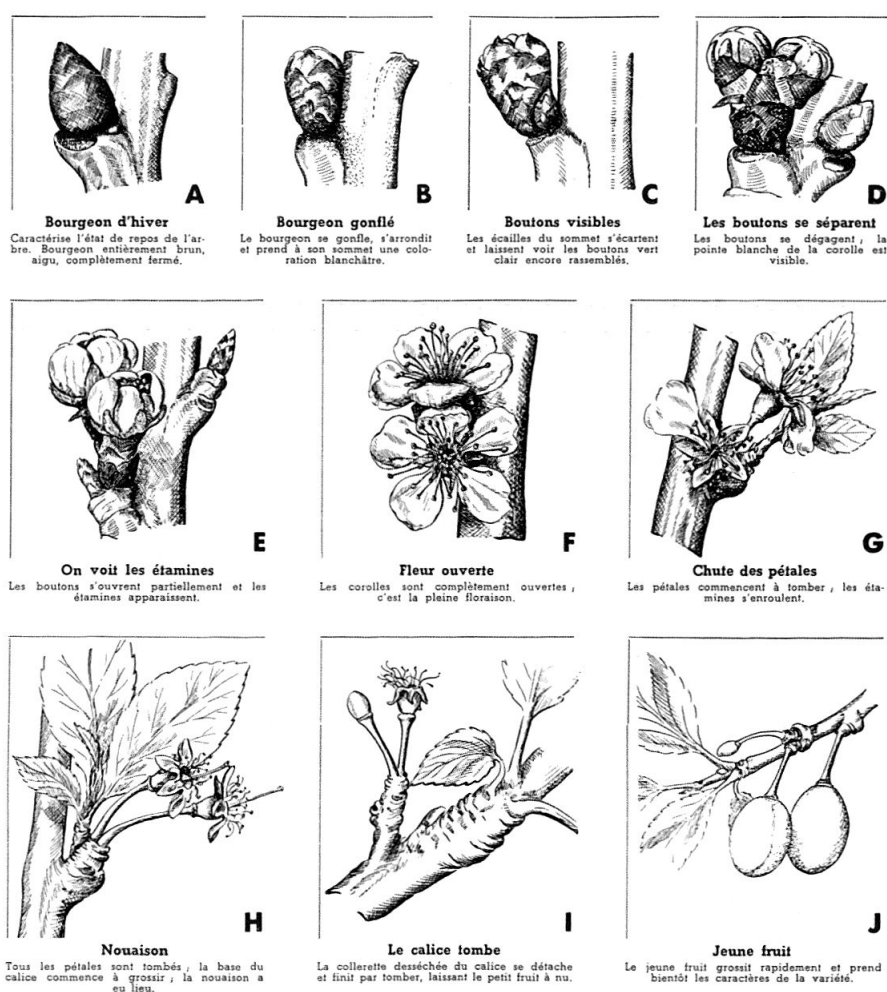 A
Bourgeon d'hiver
Caractérise l'état de repos de l'ar-
bre. Bourgeon entièrement brun,
aigu, complètement fermé.
B
Bourgeon gonflé
Le bourgeon se gonfle, s'arrondit
et prend à son sommet une colo-
ration blanchâtre.
C
Boutons visibles
Les écailles du sommet s'écartent
et laissent voir les boutons vert
clair encore rassemblés.
D
Les boutons se séparent
Les boutons se dégagent ; la
pointe blanche de la corolle est
visible.
E
On voit les étamines
Les boutons s'ouvrent partiellement et les
étamines apparaissent.
F
Fleur ouverte
Les corolles sont complètement ouvertes ;
c'est la pleine floraison.
G
Chute des pétales
Les pétales commencent à tomber ; les éta-
mines s'enroulent.
H
Nouaison
Tous les pétales sont tombés ; la base du
calice commence à grossir ; la nouaison a
eu lieu.
I
Le calice tombe
La collerette desséchée du calice se détache
et finit par tomber, laissant le petit fruit à nu.
J
Jeune fruit
Le jeune fruit grossit rapidement et prend
bientôt les caractères de la variété.